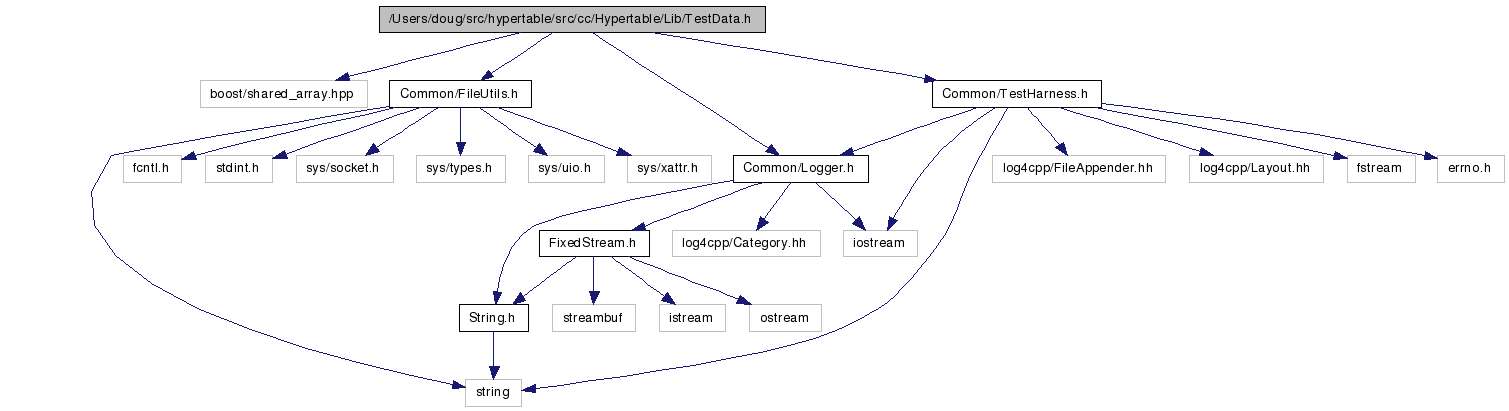 /Users/doug/src/hypertable/src/cc/Hypertable/Lib/TestData.h
boost/shared_array.hpp
Common/FileUtils.h
Common/TestHarness.h
fcntl.h
stdint.h
sys/socket.h
sys/types.h
sys/uio.h
sys/xattr.h
Common/Logger.h
log4cpp/FileAppender.hh
log4cpp/Layout.hh
fstream
errno.h
FixedStream.h
log4cpp/Category.hh
iostream
String.h
streambuf
istream
ostream
string